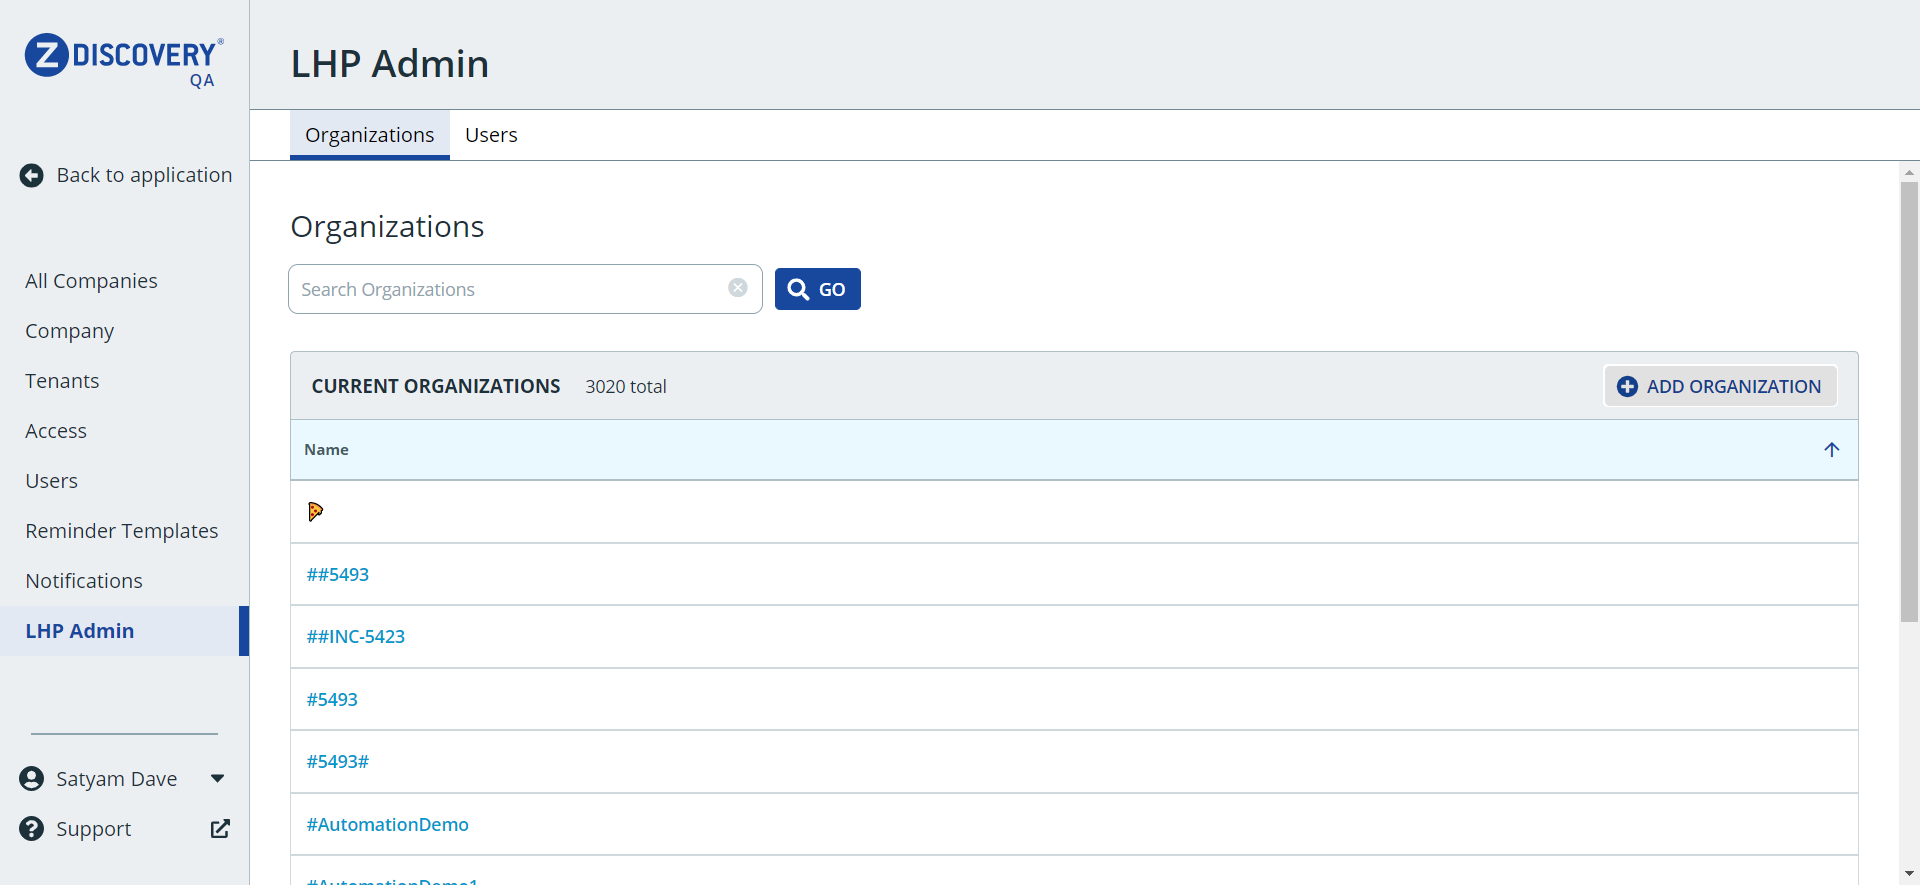 Z DISCOVERY®
QA
Back to application
All Companies
Company
Tenants
Access
Users
Reminder Templates
Notifications
LHP Admin
Satyam Dave
Support
LHP Admin
Organizations Users
Organizations
Search Organizations
GO
CURRENT ORGANIZATIONS 3020 total
ADD ORGANIZATION
Name
🍕
##5493
##INC-5423
#5493
#5493#
#AutomationDemo
#AutomationDemo1